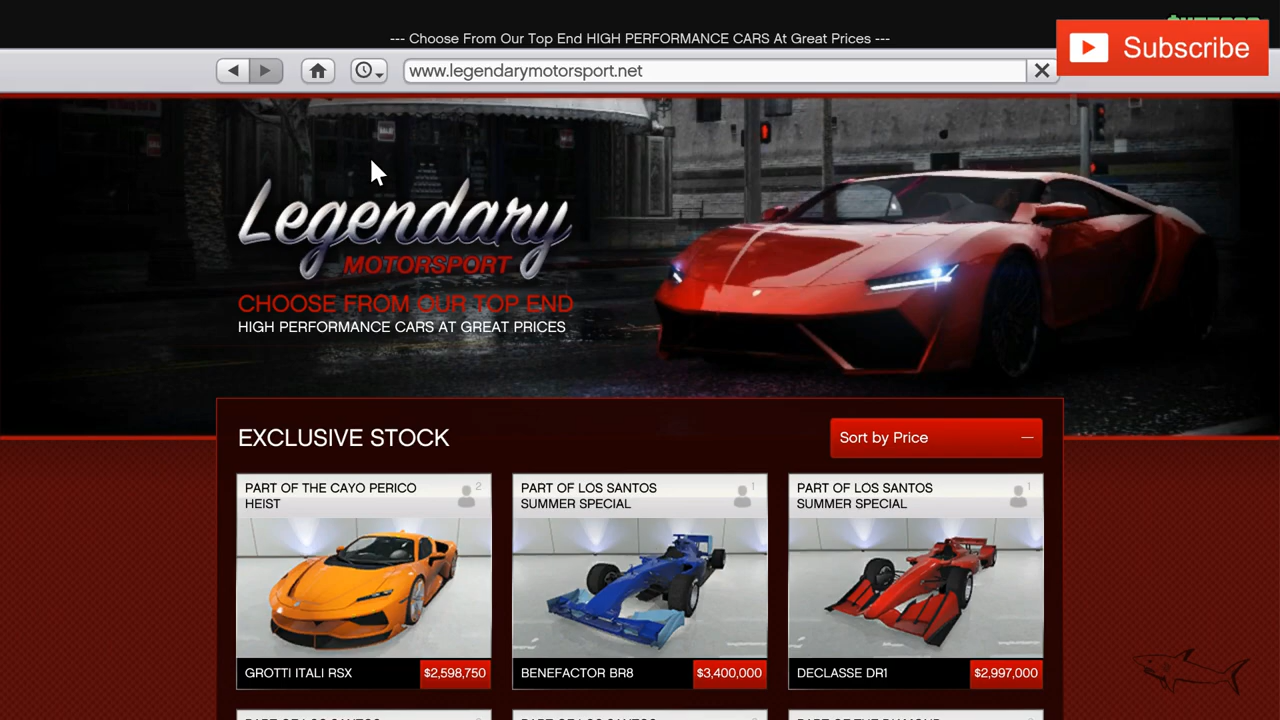 --- Choose From Our Top End HIGH PERFORMANCE CARS At Great Prices ---
Subscribe
www.legendarymotorsport.net
Legendary
MOTORSPORT
CHOOSE FROM OUR TOP END
HIGH PERFORMANCE CARS AT GREAT PRICES
EXCLUSIVE STOCK
Sort by Price
PART OF THE CAYO PERICO
HEIST
2
PART OF LOS SANTOS
SUMMER SPECIAL
1
PART OF LOS SANTOS
SUMMER SPECIAL
1
GROTTI ITALI RSX
$2,598,750
BENEFACTOR BR8
$3,400,000
DECLASSE DR1
$2,997,000